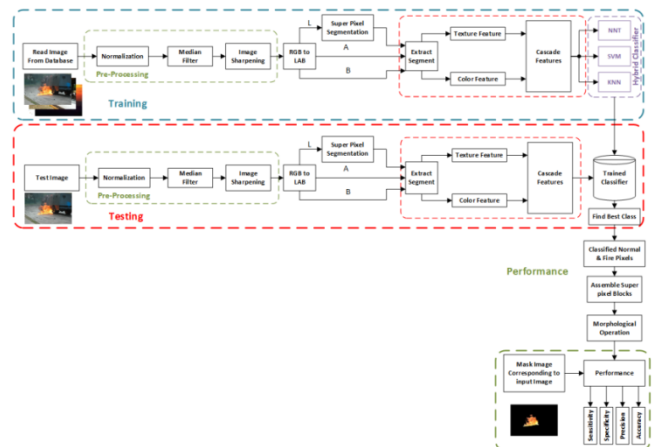 L
Super Pixel
Segmentation
A
B
Read Image
From Database
Normalization
Median
Filter
Image
Sharpening
Pre-Processing
RGB to
LAB
Extract
Segment
Texture Feature
Color Feature
Cascade
Features
NNT
SVM
KNN
Hybrid Classifier
Training
L
Super Pixel
Segmentation
A
B
Test Image
Normalization
Median
Filter
Image
Sharpening
Pre-Processing
RGB to
LAB
Extract
Segment
Texture Feature
Color Feature
Cascade
Features
Trained
Classifier
Testing
Find Best Class
Classified Normal
& Fire Pixels
Performance
Assemble Super
pixel Blocks
Morphological
Operation
Mask Image
Corresponding to
input Image
Performance
Sensitivity
Specificity
Precision
Accuracy